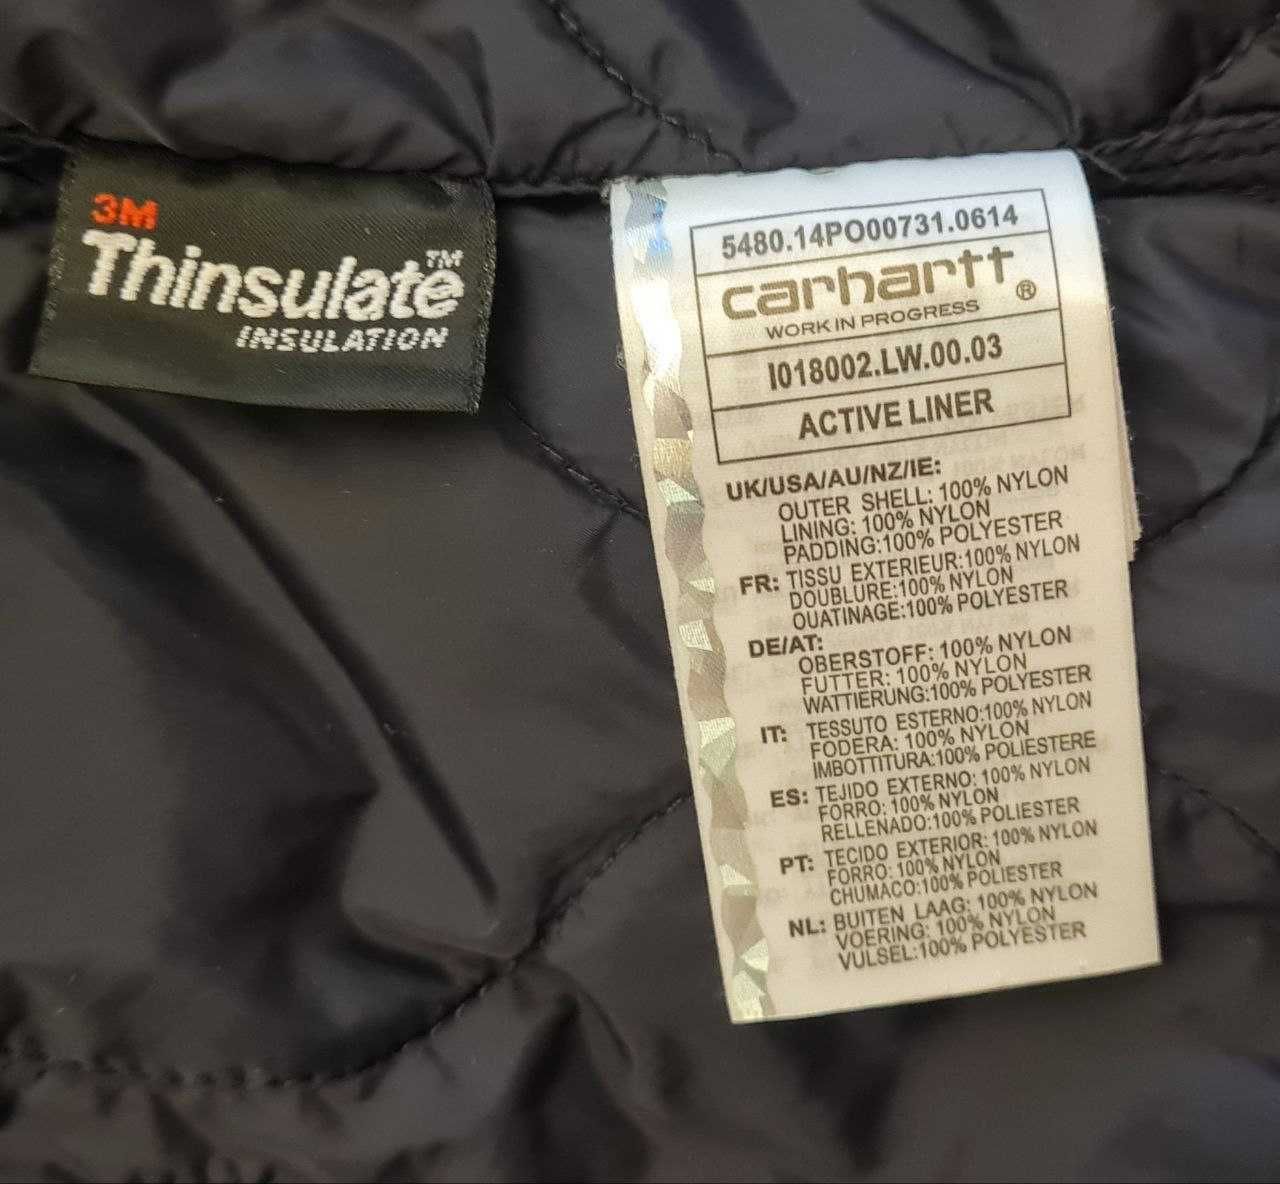 3M
Thinsulate™
INSULATION
5480.14PO00731.0614
carhartt®
WORK IN PROGRESS
I018002.LW.00.03
ACTIVE LINER
UK/USA/AU/NZ/IE:
OUTER SHELL: 100% NYLON
LINING: 100% NYLON
PADDING:100% POLYESTER
FR: TISSU EXTERIEUR:100% NYLON
DOUBLURE:100% NYLON
OUATINAGE:100% POLYESTER
DE/AT:
OBERSTOFF: 100% NYLON
FUTTER: 100% NYLON
WATTIERUNG:100% POLYESTER
IT: TESSUTO ESTERNO:100% NYLON
FODERA: 100% NYLON
IMBOTTITURA:100% POLIESTERE
ES: TEJIDO EXTERNO: 100% NYLON
FORRO: 100% NYLON
RELLENADO:100% POLIESTER
PT: TECIDO EXTERIOR: 100% NYLON
FORRO: 100% NYLON
CHUMACO:100% POLIESTER
NL: BUITEN LAAG: 100% NYLON
VOERING: 100% NYLON
VULSEL:100% POLYESTER